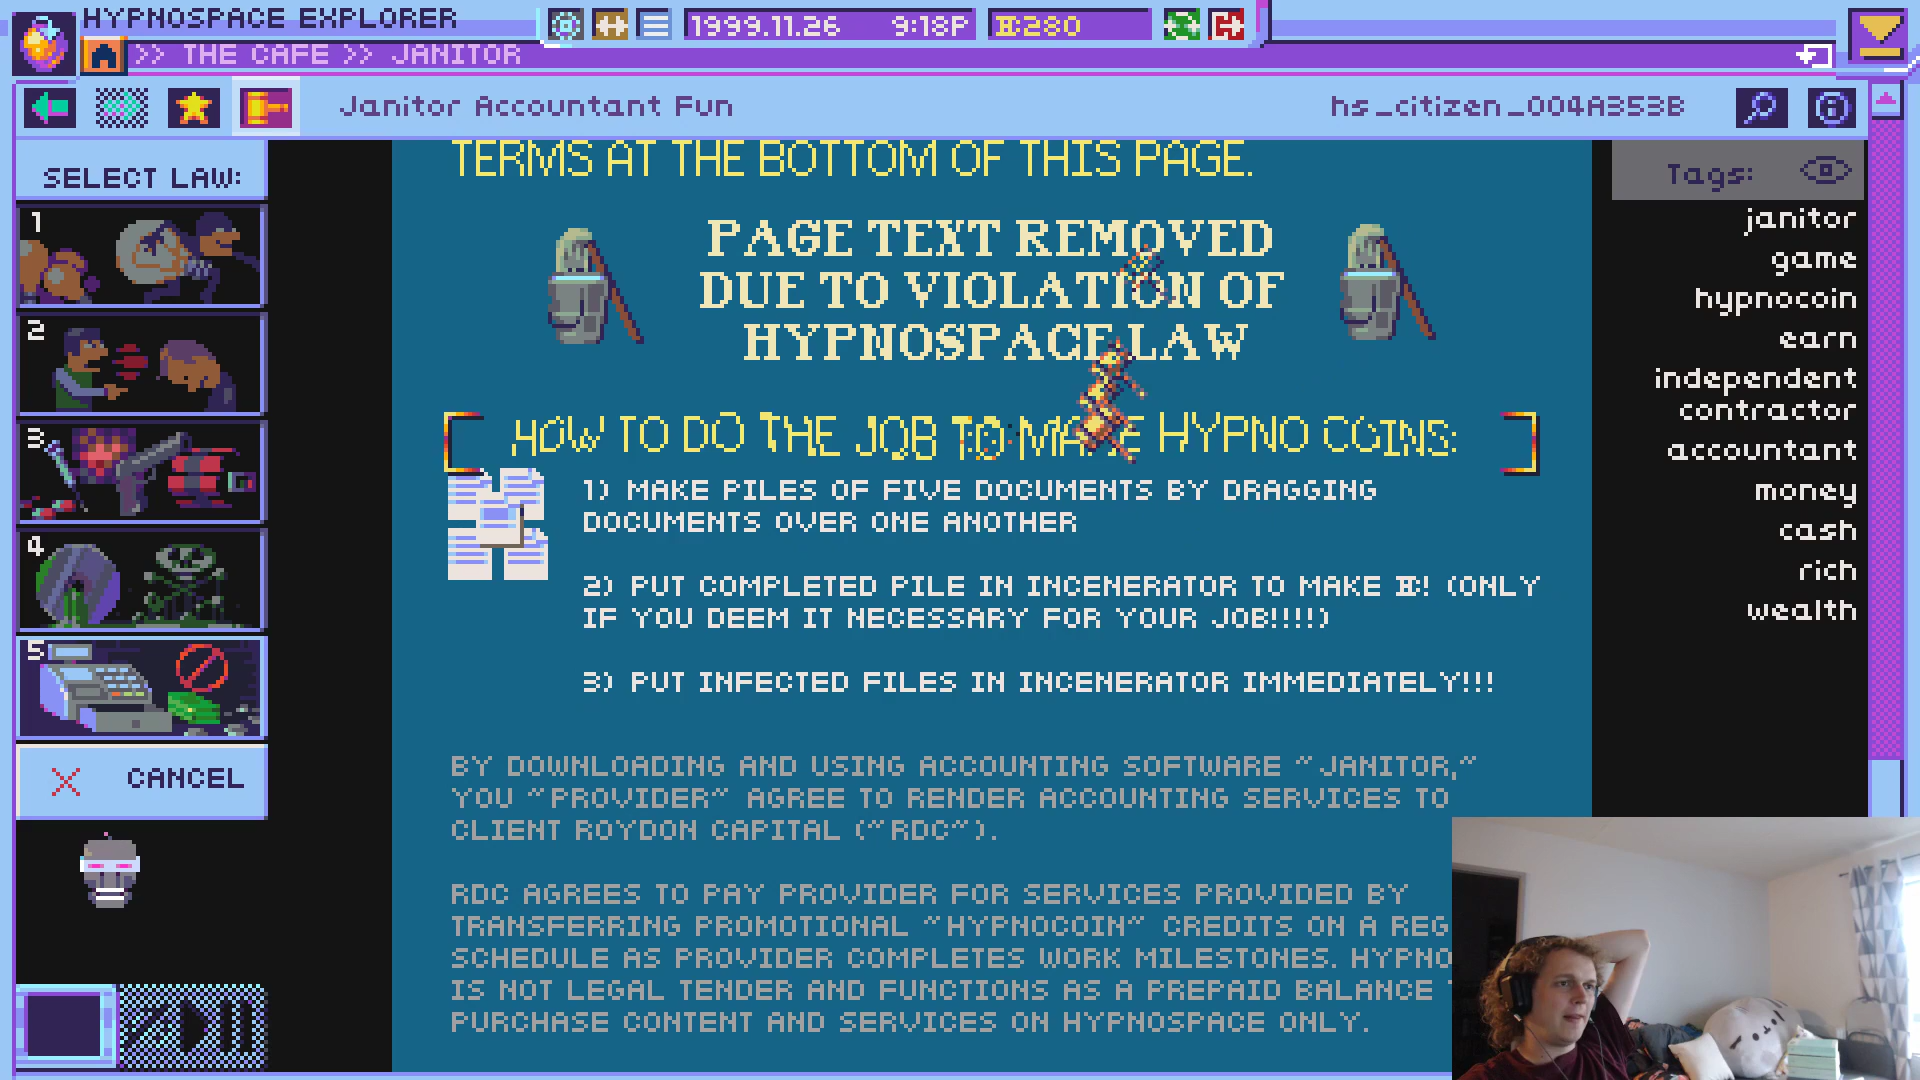 HYPNOSPACE EXPLORER
1999.11.26 9:18P
280
>> THE CAFE >> JANITOR
Janitor Accountant Fun
hs_citizen_004A353B
SELECT LAW:
1
2
3
4
5
CANCEL
TERMS AT THE BOTTOM OF THIS PAGE.
PAGE TEXT REMOVED
DUE TO VIOLATION OF
HYPNOSPACE LAW
HOW TO DO THE JOB TO MAKE HYPNO COINS:
1) MAKE PILES OF FIVE DOCUMENTS BY DRAGGING
DOCUMENTS OVER ONE ANOTHER
2) PUT COMPLETED PILE IN INCENERATOR TO MAKE ! (ONLY
IF YOU DEEM IT NECESSARY FOR YOUR JOB!!!!)
3) PUT INFECTED FILES IN INCENERATOR IMMEDIATELY!!!
BY DOWNLOADING AND USING ACCOUNTING SOFTWARE "JANITOR,"
YOU "PROVIDER" AGREE TO RENDER ACCOUNTING SERVICES TO
CLIENT ROYDON CAPITAL ("RDC").
RDC AGREES TO PAY PROVIDER FOR SERVICES PROVIDED BY
TRANSFERRING PROMOTIONAL "HYPNOCOIN" CREDITS ON A REG
SCHEDULE AS PROVIDER COMPLETES WORK MILESTONES. HYPNO
IS NOT LEGAL TENDER AND FUNCTIONS AS A PREPAID BALANCE
PURCHASE CONTENT AND SERVICES ON HYPNOSPACE ONLY.
Tags:
janitor
game
hypnocoin
earn
independent
contractor
accountant
money
cash
rich
wealth